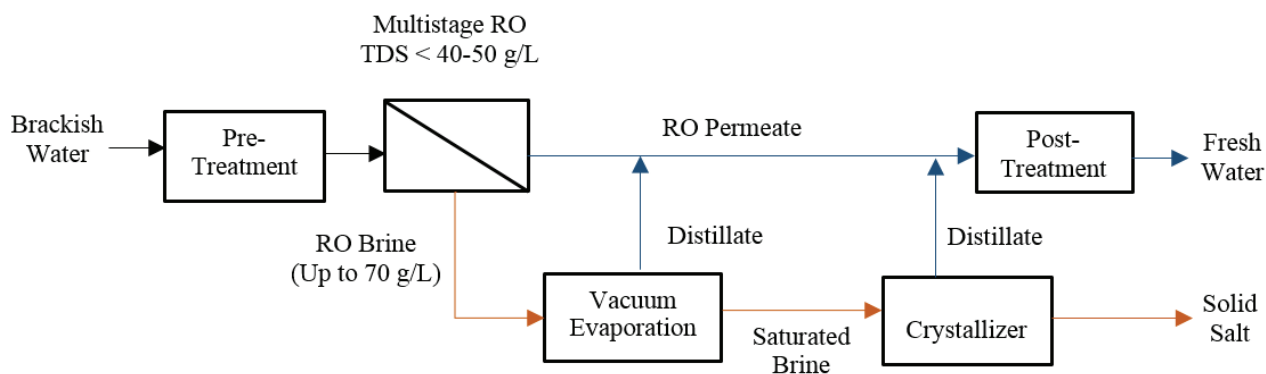 Multistage RO
TDS < 40-50 g/L
Brackish
Water
Pre-
Treatment
RO Permeate
Post-
Treatment
Fresh
Water
RO Brine
(Up to 70 g/L)
Distillate
Distillate
Vacuum
Evaporation
Saturated
Brine
Crystallizer
Solid
Salt